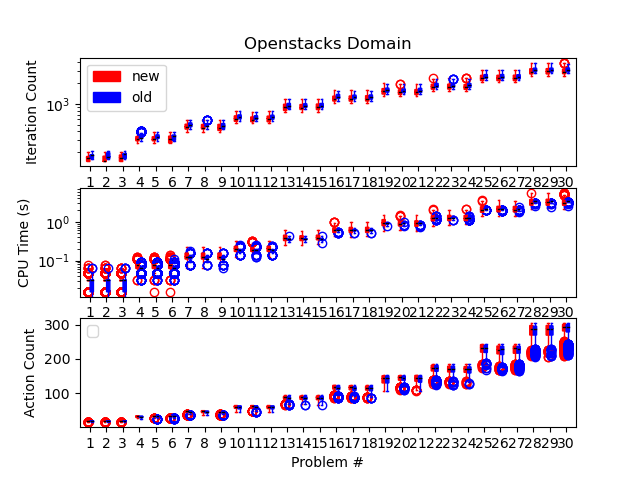 Openstacks Domain
Iteration Count
new
old
10³
1 2 3 4 5 6 7 8 9 10 11 12 13 14 15 16 17 18 19 20 21 22 23 24 25 26 27 28 29 30
CPU Time (s)
10⁰
10⁻¹
1 2 3 4 5 6 7 8 9 10 11 12 13 14 15 16 17 18 19 20 21 22 23 24 25 26 27 28 29 30
Action Count
300
200
100
1 2 3 4 5 6 7 8 9 10 11 12 13 14 15 16 17 18 19 20 21 22 23 24 25 26 27 28 29 30
Problem #